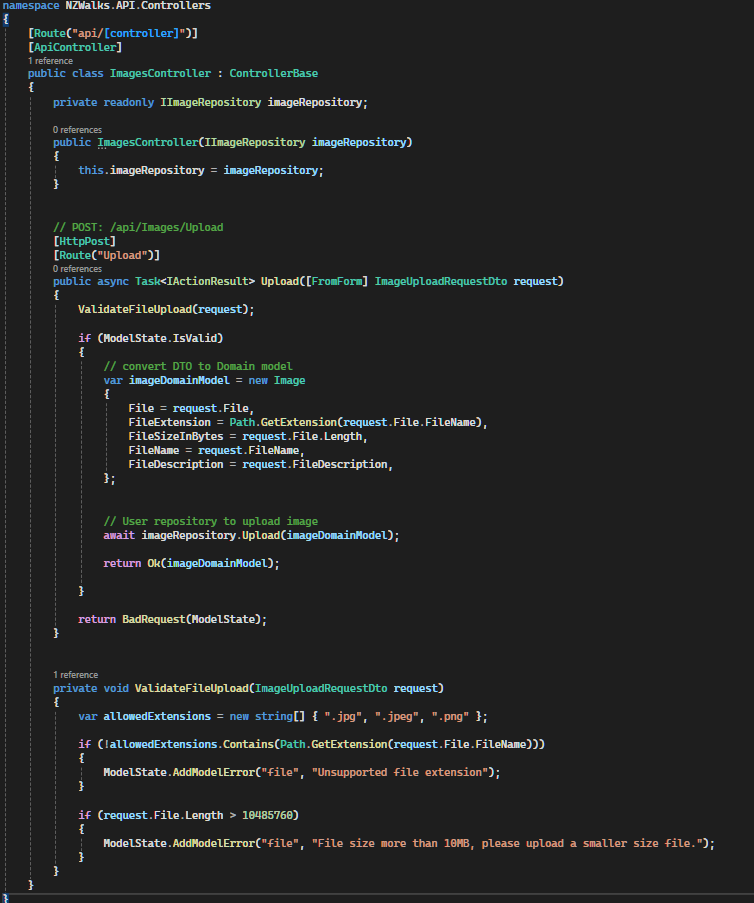 namespace NZWalks.API.Controllers
{
[Route("api/[controller]")]
[ApiController]
1 reference
public class ImagesController : ControllerBase
{
private readonly IImageRepository imageRepository;
0 references
public ImagesController(IImageRepository imageRepository)
{
this.imageRepository = imageRepository;
}
// POST: /api/Images/Upload
[HttpPost]
[Route("Upload")]
0 references
public async Task<IActionResult> Upload([FromForm] ImageUploadRequestDto request)
{
ValidateFileUpload(request);
if (ModelState.IsValid)
{
// convert DTO to Domain model
var imageDomainModel = new Image
{
File = request.File,
FileExtension = Path.GetExtension(request.File.FileName),
FileSizeInBytes = request.File.Length,
FileName = request.FileName,
FileDescription = request.FileDescription,
};
// User repository to upload image
await imageRepository.Upload(imageDomainModel);
return Ok(imageDomainModel);
}
return BadRequest(ModelState);
}
1 reference
private void ValidateFileUpload(ImageUploadRequestDto request)
{
var allowedExtensions = new string[] { ".jpg", ".jpeg", ".png" };
if (!allowedExtensions.Contains(Path.GetExtension(request.File.FileName)))
{
ModelState.AddModelError("file", "Unsupported file extension");
}
if (request.File.Length > 10485760)
{
ModelState.AddModelError("file", "File size more than 10MB, please upload a smaller size file.");
}
}
}
}